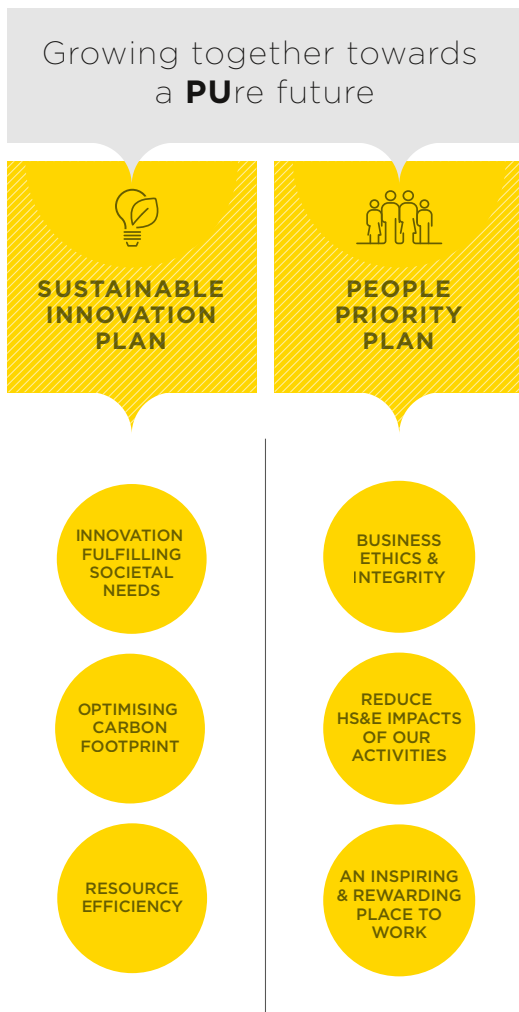 Growing together towards
a PUre future
SUSTAINABLE
INNOVATION
PLAN
INNOVATION
FULFILLING
SOCIETAL
NEEDS
OPTIMISING
CARBON
FOOTPRINT
RESOURCE
EFFICIENCY
PEOPLE
PRIORITY
PLAN
BUSINESS
ETHICS &
INTEGRITY
REDUCE
HS&E IMPACTS
OF OUR
ACTIVITIES
AN INSPIRING
& REWARDING
PLACE TO
WORK